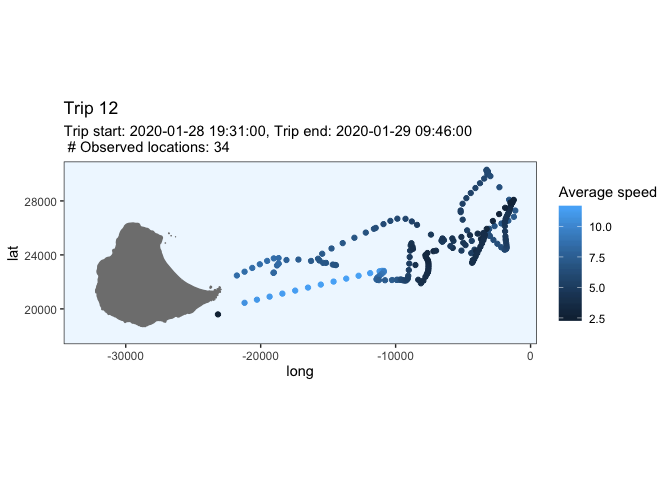 Trip 12
Trip start: 2020-01-28 19:31:00, Trip end: 2020-01-29 09:46:00
# Observed locations: 34
Average speed
10.0
7.5
5.0
2.5
lat
28000
24000
20000
-30000
-20000
-10000
0
long